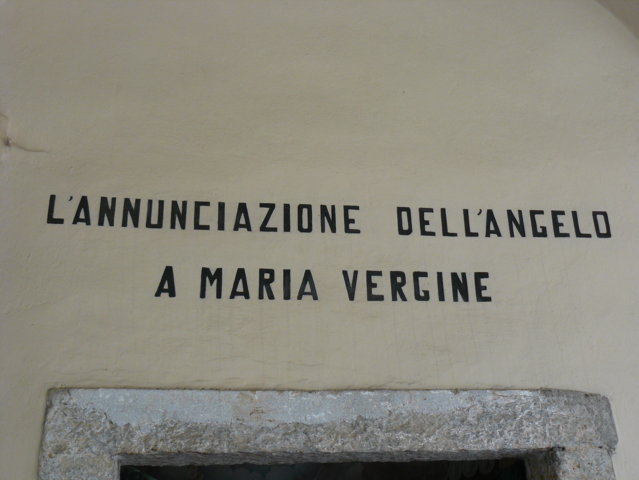 L'ANNUNCIAZIONE DELL'ANGELO
A MARIA VERGINE